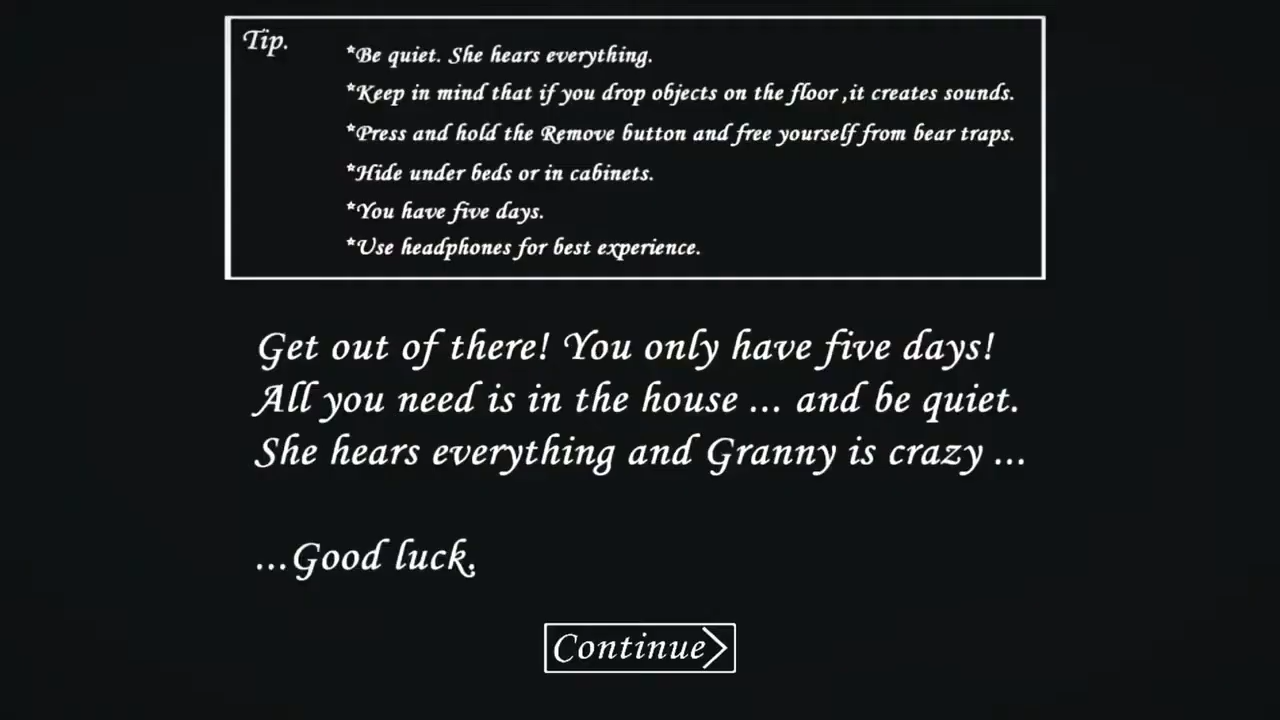 Tip.
*Be quiet. She hears everything.
*Keep in mind that if you drop objects on the floor ,it creates sounds.
*Press and hold the Remove button and free yourself from bear traps.
*Hide under beds or in cabinets.
*You have five days.
*Use headphones for best experience.
Get out of there! You only have five days!
All you need is in the house ... and be quiet.
She hears everything and Granny is crazy ...
...Good luck.
Continue>